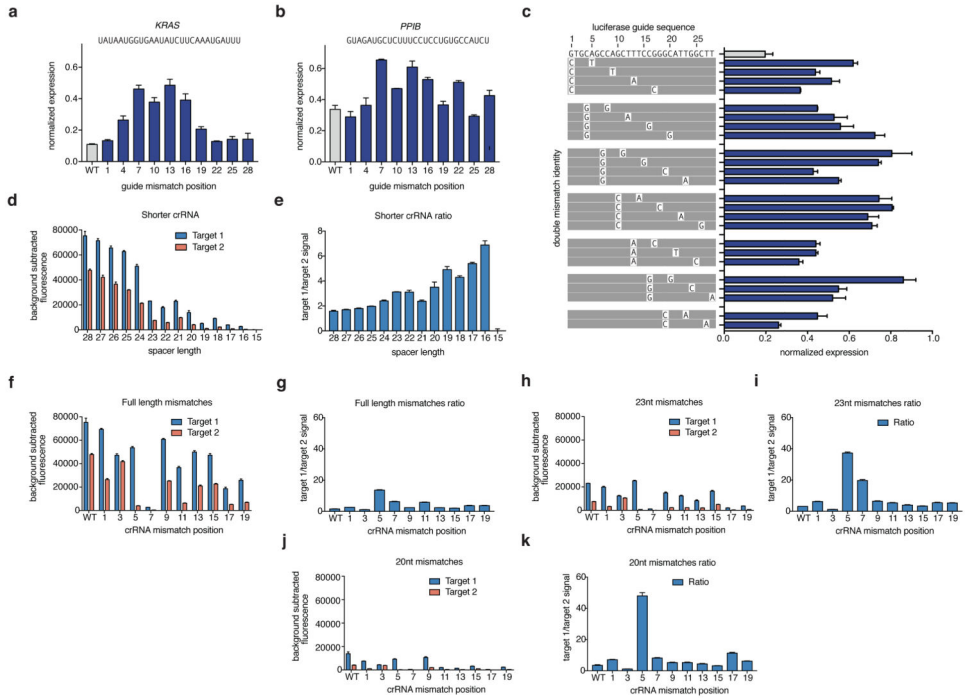 a
KRAS
UAUAAUGGUGAAUAUCUUCAAAUGAUUU
normalized expression
0.6
0.4
0.2
0.0
WT 1 4 7 10 13 16 19 22 25 28
guide mismatch position
b
PPIB
GUAGAUGCUCUUUCCUCCUGUGCCAUCU
normalized expression
0.6
0.4
0.2
0.0
WT 1 4 7 10 13 16 19 22 25 28
guide mismatch position
c
luciferase guide sequence
1 5 10 15 20 25
GTGCAGCCAGCTTTCCGGGCATTGGCTT
C T
C T
C A
C C
G G
G A
G G
G G
G A
G G
G C
G A
C A
C C
C A
C G
A C
A T
A C
G G
G C
G A
C A
C A
double mismatch identity
0.0 0.2 0.4 0.6 0.8 1.0
normalized expression
d
Shorter crRNA
Target 1
Target 2
background subtracted
fluorescence
80000
60000
40000
20000
0
28 27 26 25 24 23 22 21 20 19 18 17 16 15
spacer length
e
Shorter crRNA ratio
target 1/target 2 signal
8
6
4
2
0
28 27 26 25 24 23 22 21 20 19 18 17 16 15
spacer length
f
Full length mismatches
Target 1
Target 2
background subtracted
fluorescence
80000
60000
40000
20000
0
WT 1 3 5 7 9 11 13 15 17 19
crRNA mismatch position
g
Full length mismatches ratio
target 1/target 2 signal
60
40
20
0
WT 1 3 5 7 9 11 13 15 17 19
crRNA mismatch position
h
23nt mismatches
Target 1
Target 2
background subtracted
fluorescence
80000
60000
40000
20000
0
WT 1 3 5 7 9 11 13 15 17 19
crRNA mismatch position
i
23nt mismatches ratio
Ratio
target 1/target 2 signal
60
40
20
0
WT 1 3 5 7 9 11 13 15 17 19
crRNA mismatch position
j
20nt mismatches
Target 1
Target 2
background subtracted
fluorescence
80000
60000
40000
20000
0
WT 1 3 5 7 9 11 13 15 17 19
crRNA mismatch position
k
20nt mismatches ratio
Ratio
target 1/target 2 signal
60
40
20
0
WT 1 3 5 7 9 11 13 15 17 19
crRNA mismatch position